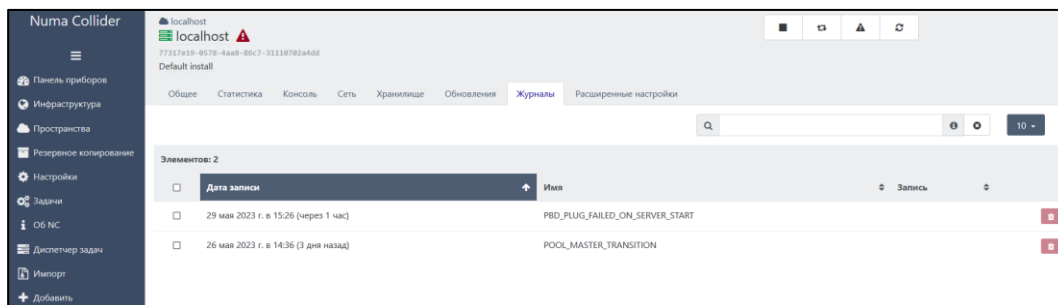 Numa Collider
localhost
localhost
77317e19-0578-4aa8-86c7-31110702a4dd
Default install
Панель приборов
Инфраструктура
Пространства
Резервное копирование
Настройки
Задачи
Об NC
Диспетчер задач
Импорт
Добавить
Общее Статистика Консоль Сеть Хранилище Обновления Журналы Расширенные настройки
10
Элементов: 2
Дата записи Имя Запись
29 мая 2023 г. в 15:26 (через 1 час) PBD_PLUG_FAILED_ON_SERVER_START
26 мая 2023 г. в 14:36 (3 дня назад) POOL_MASTER_TRANSITION